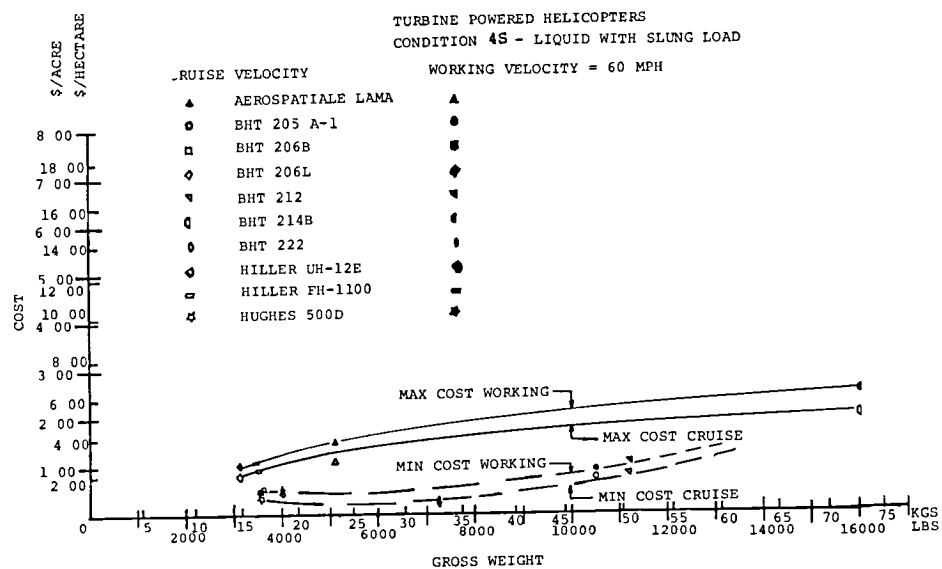 TURBINE POWERED HELICOPTERS
CONDITION 4S - LIQUID WITH SLUNG LOAD
$/ACRE
$/HECTARE
.RUISE VELOCITY
WORKING VELOCITY = 60 MPH
AEROSPATIALE LAMA
BHT 205 A-1
BHT 206B
BHT 206L
BHT 212
BHT 214B
BHT 222
HILLER UH-12E
HILLER FH-1100
HUGHES 500D
8 00
18 00
7 00
16 00
6 00
14 00
5 00
12 00
10 00
4 00
8 00
3 00
6 00
2 00
4 00
1 00
2 00
0
COST
MAX COST WORKING
MAX COST CRUISE
MIN COST WORKING
MIN COST CRUISE
5 10 15 20 25 30 35 40 45 50 55 60 65 70 75 KGS
2000 4000 6000 8000 10000 12000 14000 16000 LBS
GROSS WEIGHT